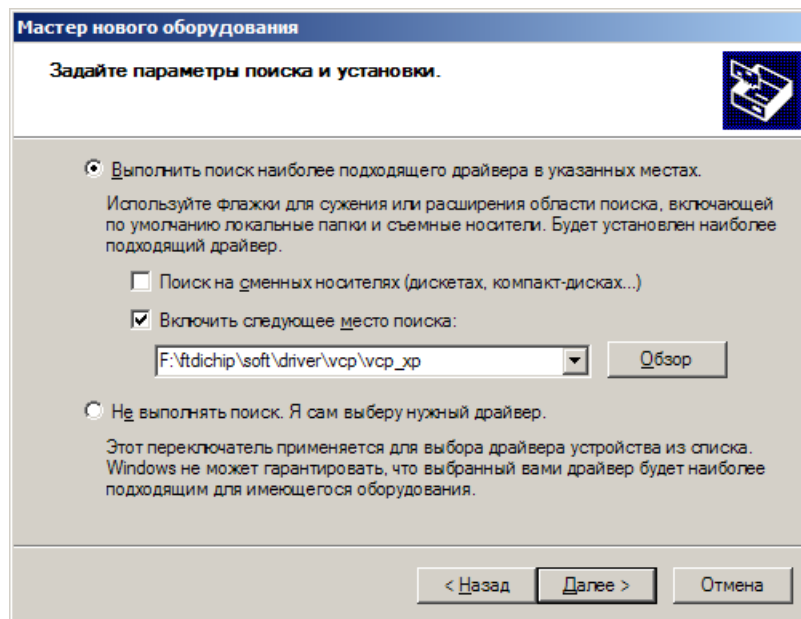 Мастер нового оборудования
Задайте параметры поиска и установки.
Выполнить поиск наиболее подходящего драйвера в указанных местах.
Используйте флажки для сужения или расширения области поиска, включающей
по умолчанию локальные папки и съемные носители. Будет установлен наиболее
подходящий драйвер.
Поиск на сменных носителях (дискетах, компакт-дисках...)
Включить следующее место поиска:
F:\ftdichip\soft\driver\vcp\vcp_xp
Обзор
Не выполнять поиск. Я сам выберу нужный драйвер.
Этот переключатель применяется для выбора драйвера устройства из списка.
Windows не может гарантировать, что выбранный вами драйвер будет наиболее
подходящим для имеющегося оборудования.
< Назад
Далее >
Отмена